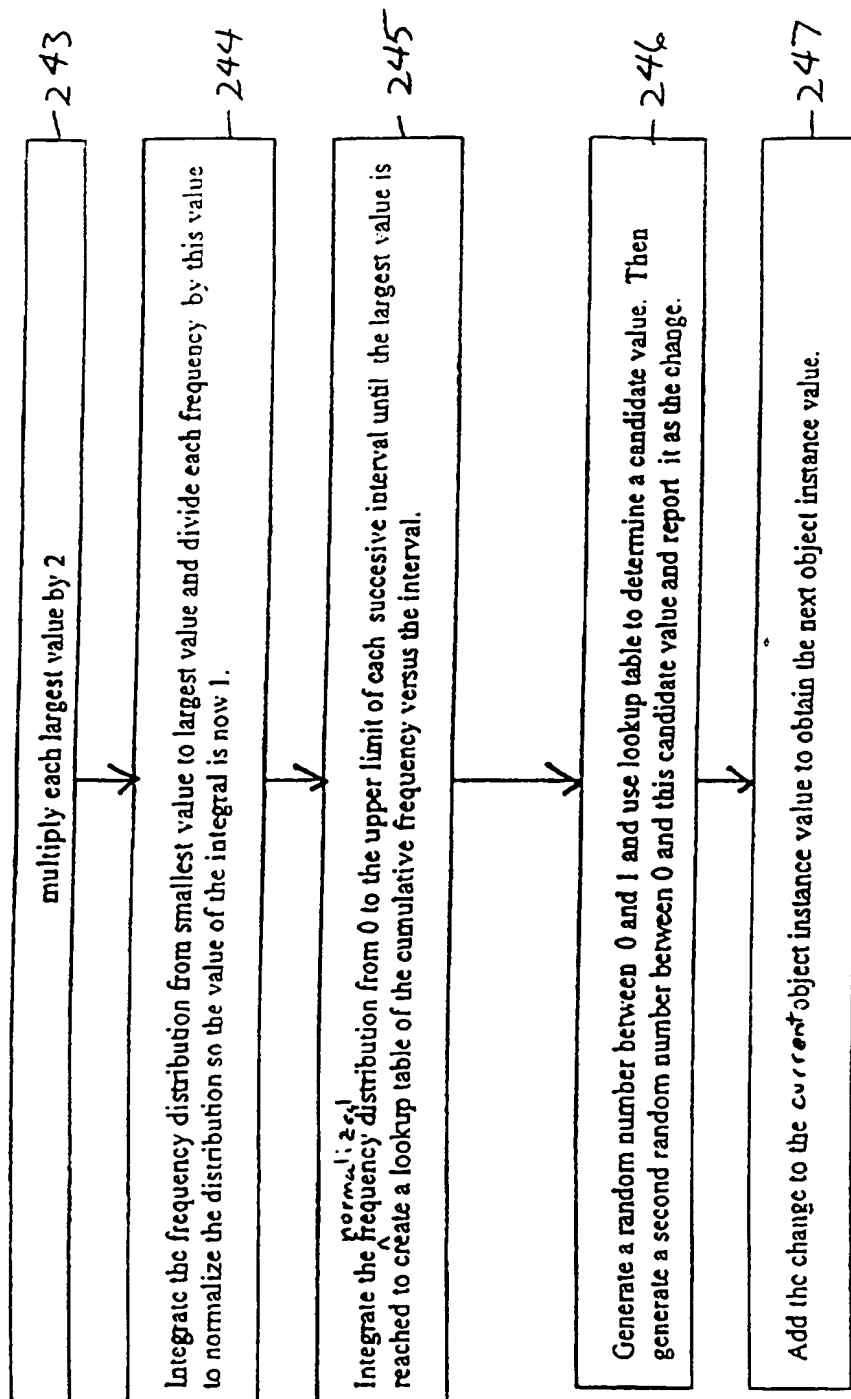 multiply each largest value by 2
243
Integrate the frequency distribution from smallest value to largest value and divide each frequency by this value
to normalize the distribution so the value of the integral is now 1.
244
normalized
Integrate the frequency distribution from 0 to the upper limit of each succesive interval until the largest value is
reached to create a lookup table of the cumulative frequency versus the interval.
245
Generate a random number between 0 and 1 and use lookup table to determine a candidate value. Then
generate a second random number between 0 and this candidate value and report it as the change.
246
Add the change to the current object instance value to obtain the next object instance value.
247